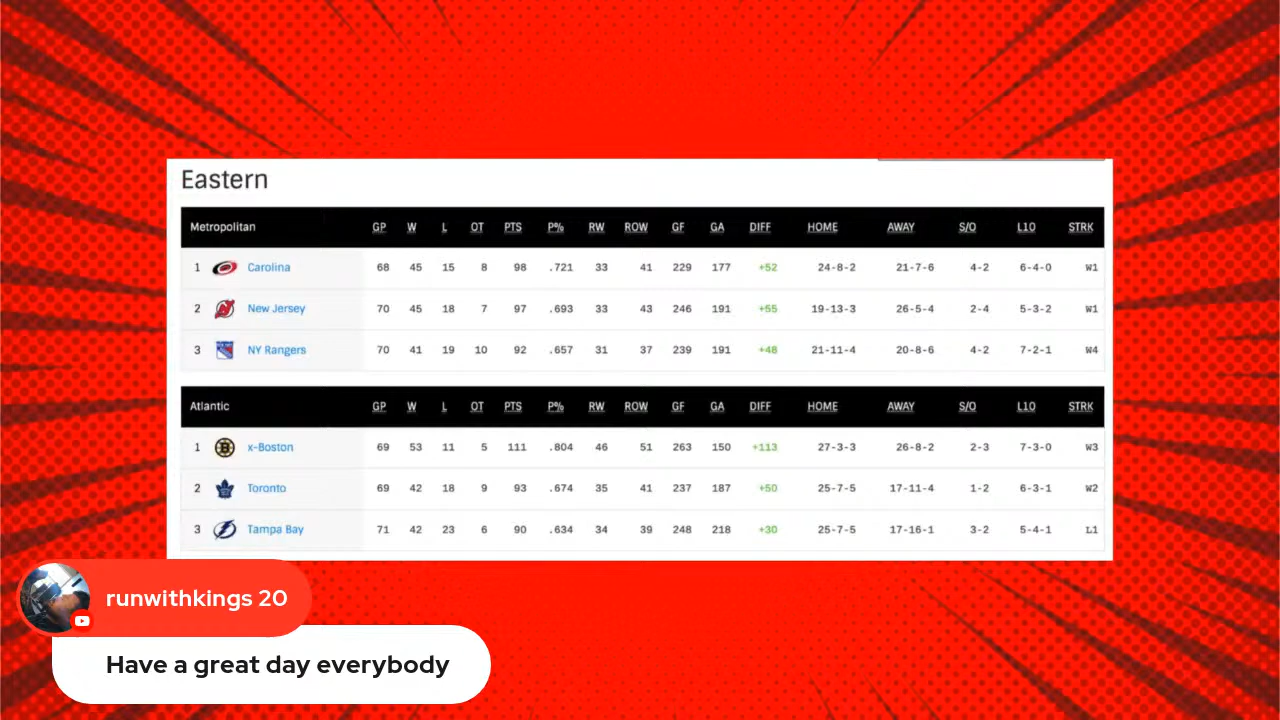 Eastern
Metropolitan GP W L OT PTS P% RW ROW GF GA DIFF HOME AWAY S/O L10 STRK
1 Carolina 68 45 15 8 98 .721 33 41 229 177 +52 24-8-2 21-7-6 4-2 6-4-0 W1
2 New Jersey 70 45 18 7 97 .693 33 43 246 191 +55 19-13-3 26-5-4 2-4 5-3-2 W1
3 NY Rangers 70 41 19 10 92 .657 31 37 239 191 +48 21-11-4 20-8-6 4-2 7-2-1 W4
Atlantic GP W L OT PTS P% RW ROW GF GA DIFF HOME AWAY S/O L10 STRK
1 x-Boston 69 53 11 5 111 .804 46 51 263 150 +113 27-3-3 26-8-2 2-3 7-3-0 W3
2 Toronto 69 42 18 9 93 .674 35 41 237 187 +50 25-7-5 17-11-4 1-2 6-3-1 W2
3 Tampa Bay 71 42 23 6 90 .634 34 39 248 218 +30 25-7-5 17-16-1 3-2 5-4-1 L1
runwithkings 20
Have a great day everybody